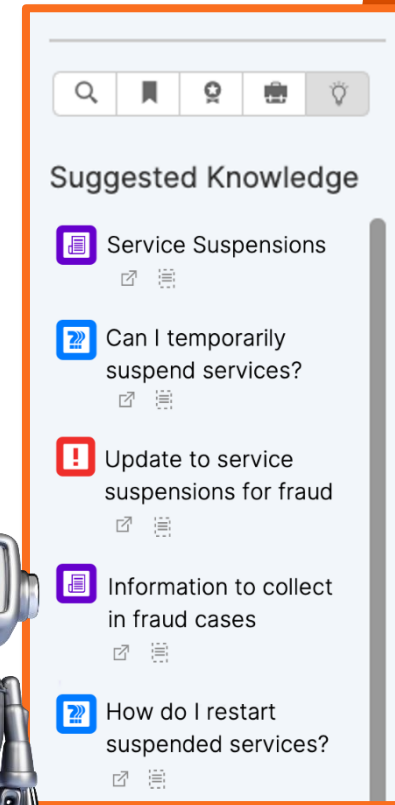 Suggested Knowledge
Service Suspensions
Can I temporarily
suspend services?
Update to service
suspensions for fraud
Information to collect
in fraud cases
How do I restart
suspended services?